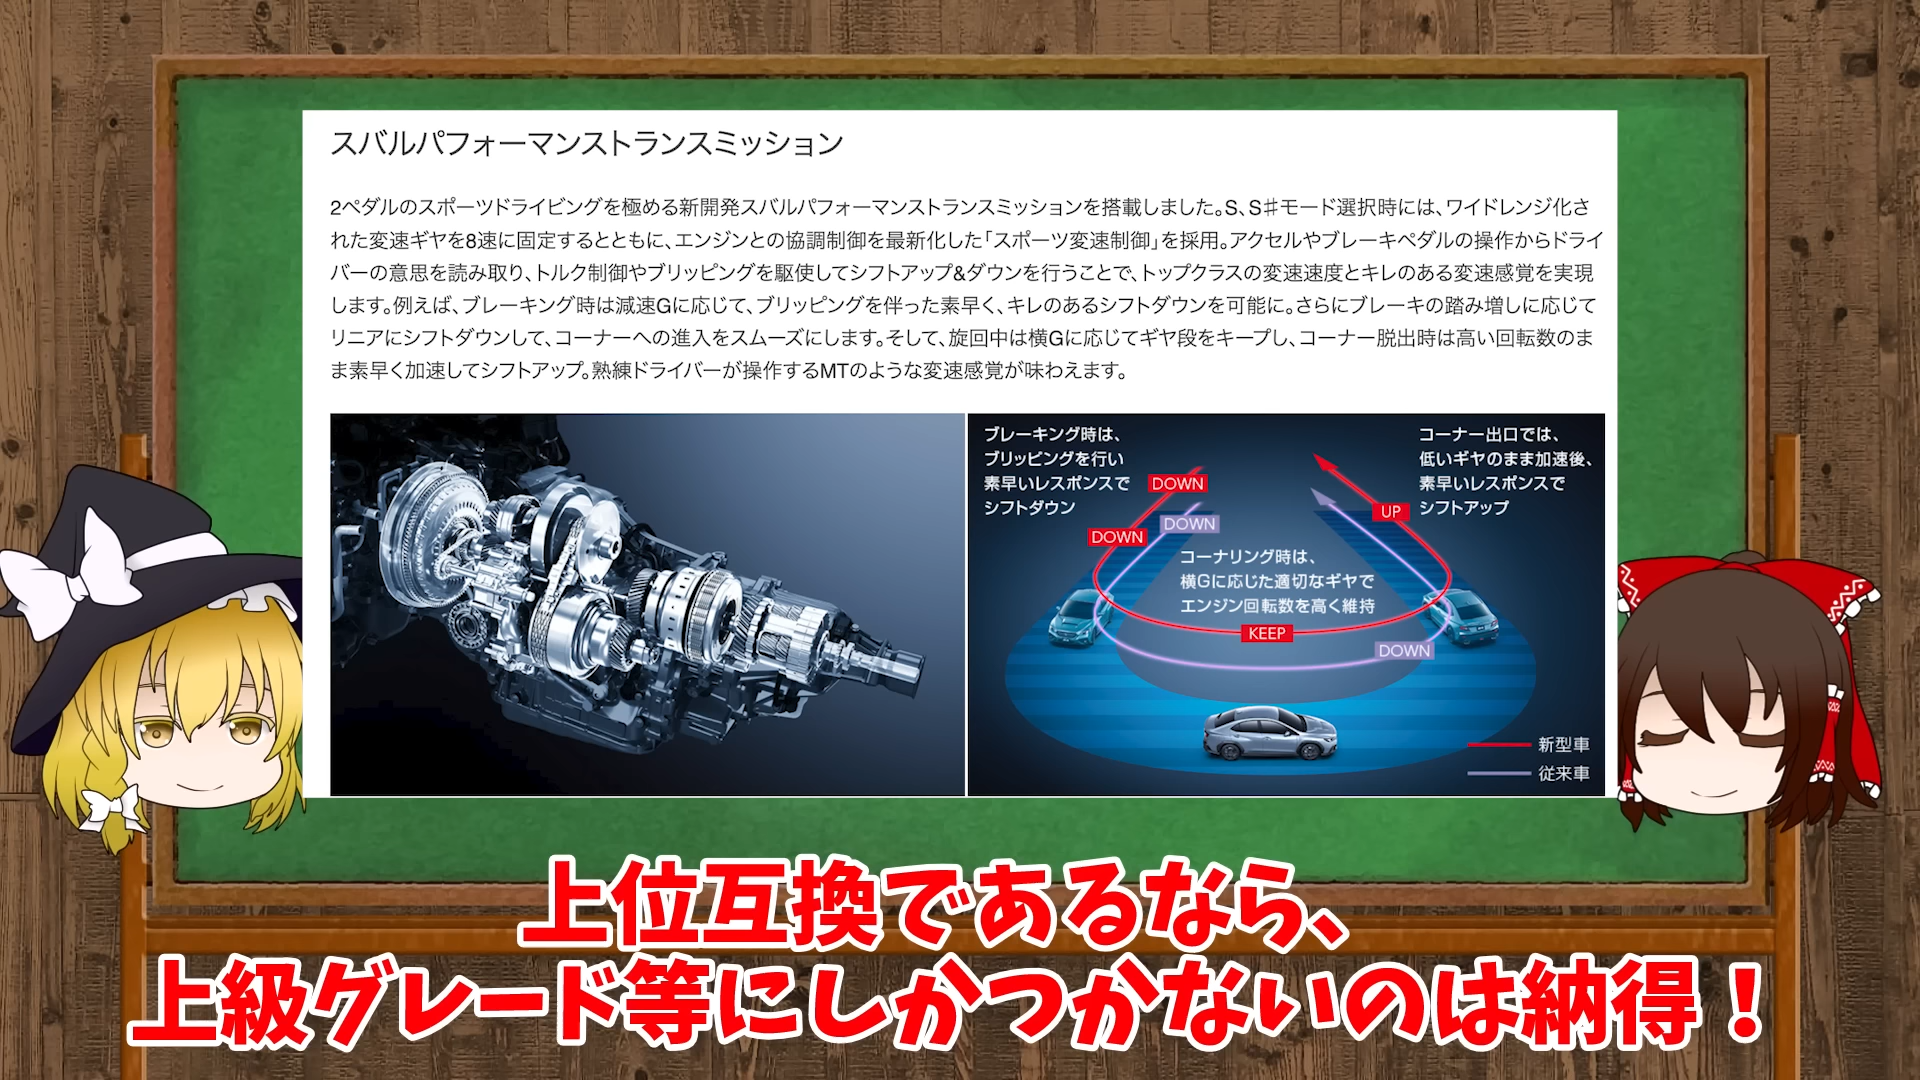 スバルパフォーマンストランスミッション
2ペダルのスポーツドライビングを極める新開発スバルパフォーマンストランスミッションを搭載しました。S、S♯モード選択時には、ワイドレンジ化さ
れた変速ギヤを8速に固定するとともに、エンジンとの協調制御を最新化した「スポーツ変速制御」を採用。アクセルやブレーキペダルの操作からドライ
バーの意思を読み取り、トルク制御やブリッピングを駆使してシフトアップ&ダウンを行うことで、トップクラスの変速速度とキレのある変速感覚を実現
します。例えば、ブレーキング時は減速Gに応じて、ブリッピングを伴った素早く、キレのあるシフトダウンを可能に。さらにブレーキの踏み増しに応じて
リニアにシフトダウンして、コーナーへの進入をスムーズにします。そして、旋回中は横Gに応じてギヤ段をキープし、コーナー脱出時は高い回転数のま
ま素早く加速してシフトアップ。熟練ドライバーが操作するMTのような変速感覚が味わえます。
ブレーキング時は、
ブリッピングを行い
素早いレスポンスで
シフトダウン
コーナー出口では、
低いギヤのまま加速後、
素早いレスポンスで
シフトアップ
DOWN
UP
DOWN
DOWN
コーナリング時は、
横Gに応じた適切なギヤで
エンジン回転数を高く維持
KEEP
DOWN
新型車
従来車
上位互換であるなら、
上級グレード等にしかつかないのは納得！